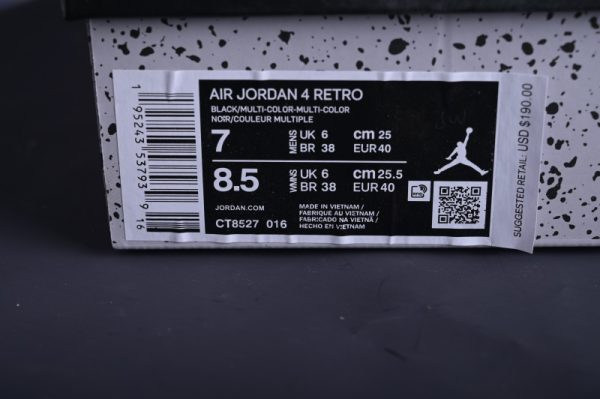 AIR JORDAN 4 RETRO
BLACK/MULTI-COLOR-MULTI-COLOR
NOIR/COULEUR MULTIPLE
7 MENS UK 6 cm 25
BR 38 EUR 40
8.5 WMNS UK 6 cm 25.5
BR 38 EUR 40
JORDAN.COM
CT8527 016
MADE IN VIETNAM /
FABRIQUE AU VIETNAM /
FABRICADO NA VIETNÃ /
HECHO EN VIETNAM
1 95243 53793 9 16
SUGGESTED RETAIL: USD $190.00